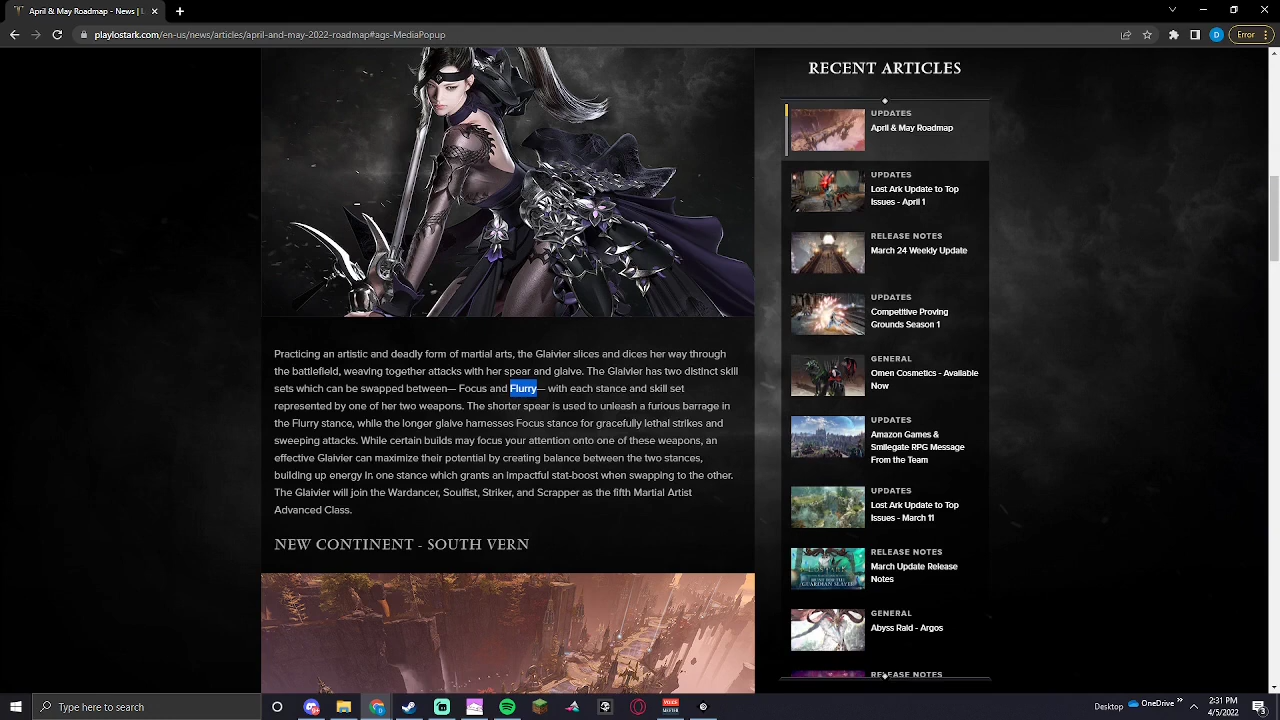 April & May Roadmap - News | L
playlostark.com/en-us/news/articles/april-and-may-2022-roadmap#ags-MediaPopup
D
Error
Practicing an artistic and deadly form of martial arts, the Glaivier slices and dices her way through
the battlefield, weaving together attacks with her spear and glaive. The Glaivier has two distinct skill
sets which can be swapped between— Focus and Flurry— with each stance and skill set
represented by one of her two weapons. The shorter spear is used to unleash a furious barrage in
the Flurry stance, while the longer glaive harnesses Focus stance for gracefully lethal strikes and
sweeping attacks. While certain builds may focus your attention onto one of these weapons, an
effective Glaivier can maximize their potential by creating balance between the two stances,
building up energy in one stance which grants an impactful stat-boost when swapping to the other.
The Glaivier will join the Wardancer, Soulfist, Striker, and Scrapper as the fifth Martial Artist
Advanced Class.
NEW CONTINENT - SOUTH VERN
RECENT ARTICLES
UPDATES
April & May Roadmap
UPDATES
Lost Ark Update to Top
Issues - April 1
RELEASE NOTES
March 24 Weekly Update
UPDATES
Competitive Proving
Grounds Season 1
GENERAL
Omen Cosmetics - Available
Now
UPDATES
Amazon Games &
Smilegate RPG Message
From the Team
UPDATES
Lost Ark Update to Top
Issues - March 11
RELEASE NOTES
March Update Release
Notes
GENERAL
Abyss Raid - Argos
RELEASE NOTES
Type here to search
Desktop
OneDrive
2:31 PM
4/5/2022